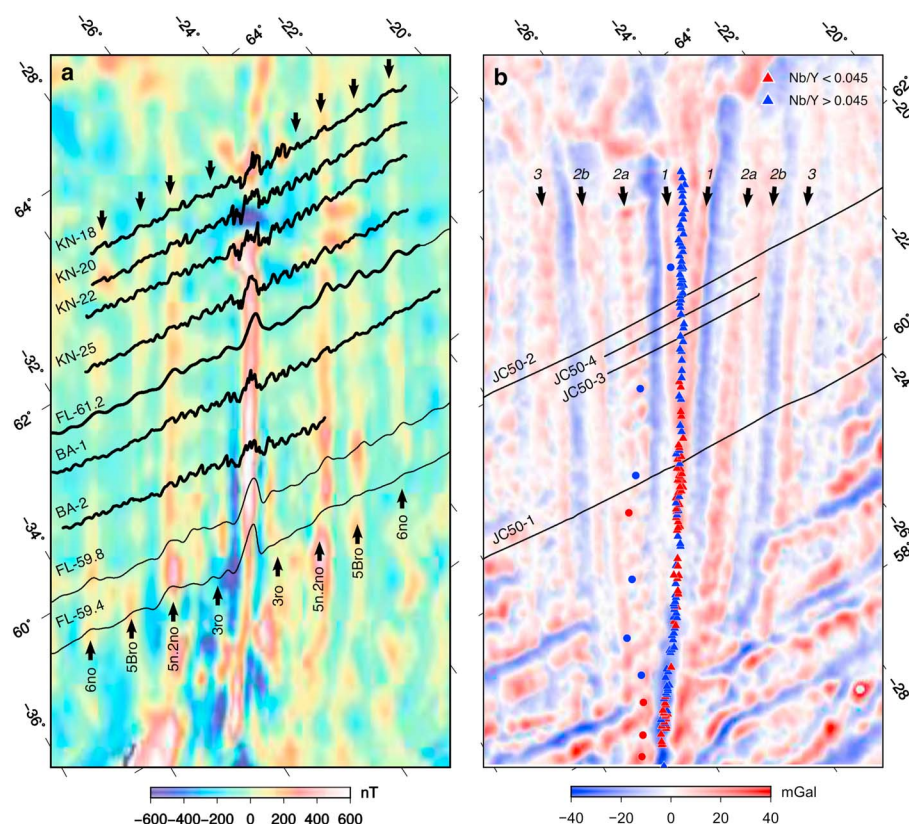 -26° -24° 64° -22° -20°
a
-28°
64°
-32°
62°
-34°
60°
-36°
KN-18
KN-20
KN-22
KN-25
FL-61.2
BA-1
BA-2
FL-59.8
FL-59.4
6no 5Bro 5n.2no 3ro 3ro 5n.2no 5Bro 6no
nT
-600 -400 -200 0 200 400 600
-26° -24° 64° -22° -20°
b
Nb/Y < 0.045
Nb/Y > 0.045
3 2b 2a 1 1 2a 2b 3
62°
-22°
60°
-24°
-26°
58°
-28°
JC50-2
JC50-4
JC50-3
JC50-1
mGal
-40 -20 0 20 40